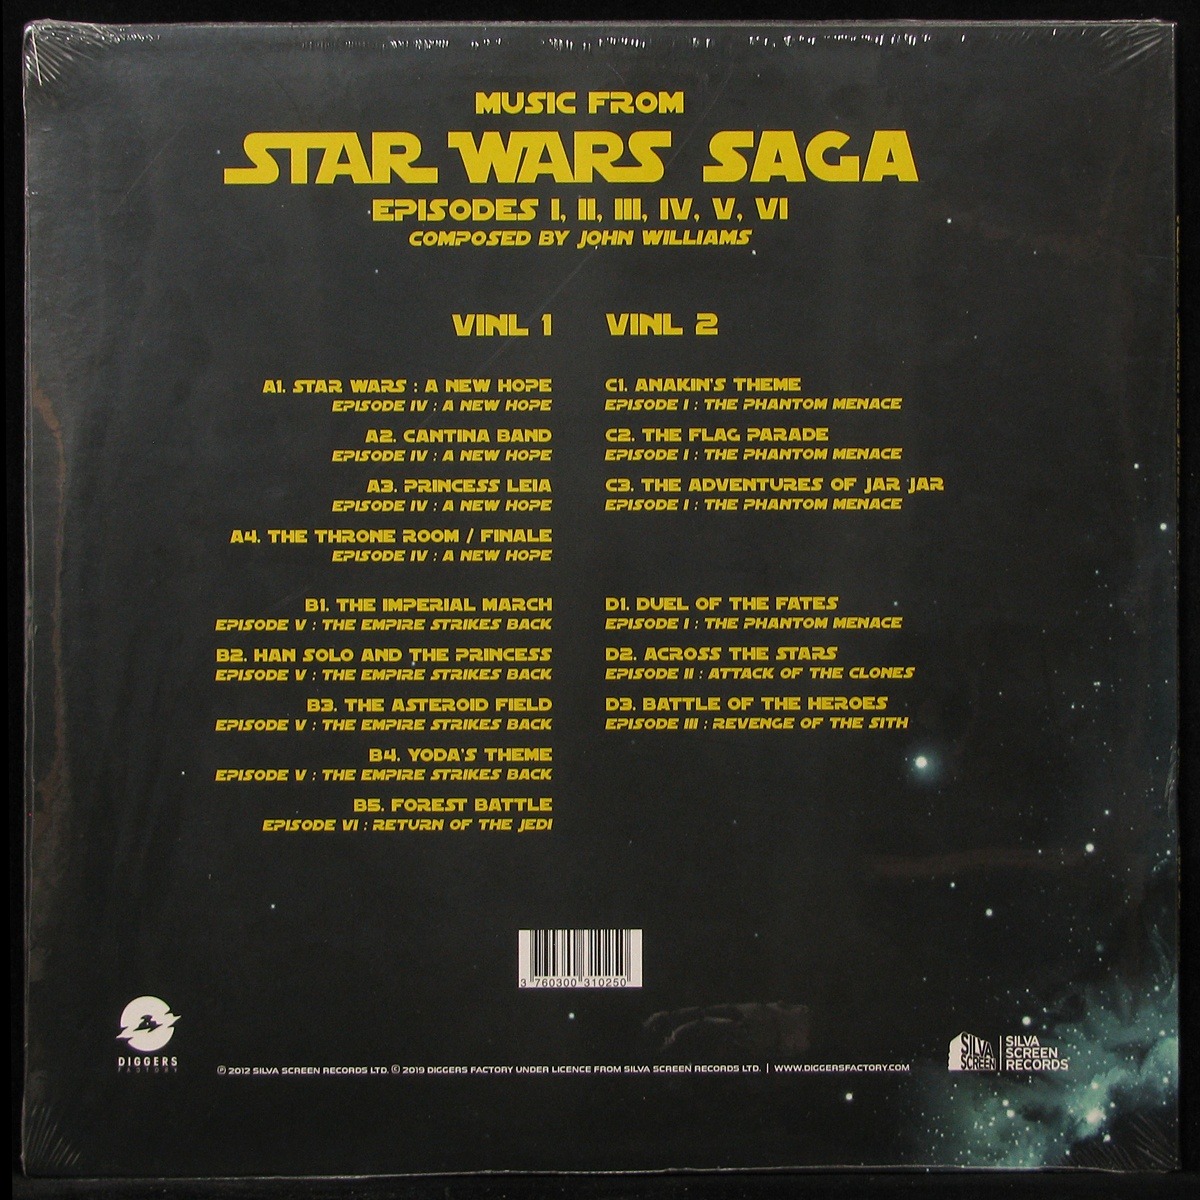 MUSIC FROM
STAR WARS SAGA
EPISODES I, II, III, IV, V, VI
COMPOSED BY JOHN WILLIAMS
VINL 1
A1. STAR WARS : A NEW HOPE
EPISODE IV : A NEW HOPE
A2. CANTINA BAND
EPISODE IV : A NEW HOPE
A3. PRINCESS LEIA
EPISODE IV : A NEW HOPE
A4. THE THRONE ROOM / FINALE
EPISODE IV : A NEW HOPE
B1. THE IMPERIAL MARCH
EPISODE V : THE EMPIRE STRIKES BACK
B2. HAN SOLO AND THE PRINCESS
EPISODE V : THE EMPIRE STRIKES BACK
B3. THE ASTEROID FIELD
EPISODE V : THE EMPIRE STRIKES BACK
B4. YODA'S THEME
EPISODE V : THE EMPIRE STRIKES BACK
B5. FOREST BATTLE
EPISODE VI : RETURN OF THE JEDI
VINL 2
C1. ANAKIN'S THEME
EPISODE I : THE PHANTOM MENACE
C2. THE FLAG PARADE
EPISODE I : THE PHANTOM MENACE
C3. THE ADVENTURES OF JAR JAR
EPISODE I : THE PHANTOM MENACE
D1. DUEL OF THE FATES
EPISODE I : THE PHANTOM MENACE
D2. ACROSS THE STARS
EPISODE II : ATTACK OF THE CLONES
D3. BATTLE OF THE HEROES
EPISODE III : REVENGE OF THE SITH
3 760300 310250
DIGGERS
FACTORY
℗ 2012 SILVA SCREEN RECORDS LTD. © 2019 DIGGERS FACTORY UNDER LICENCE FROM SILVA SCREEN RECORDS LTD. | WWW.DIGGERSFACTORY.COM
SILVA
SCREEN
SILVA
SCREEN
RECORDS